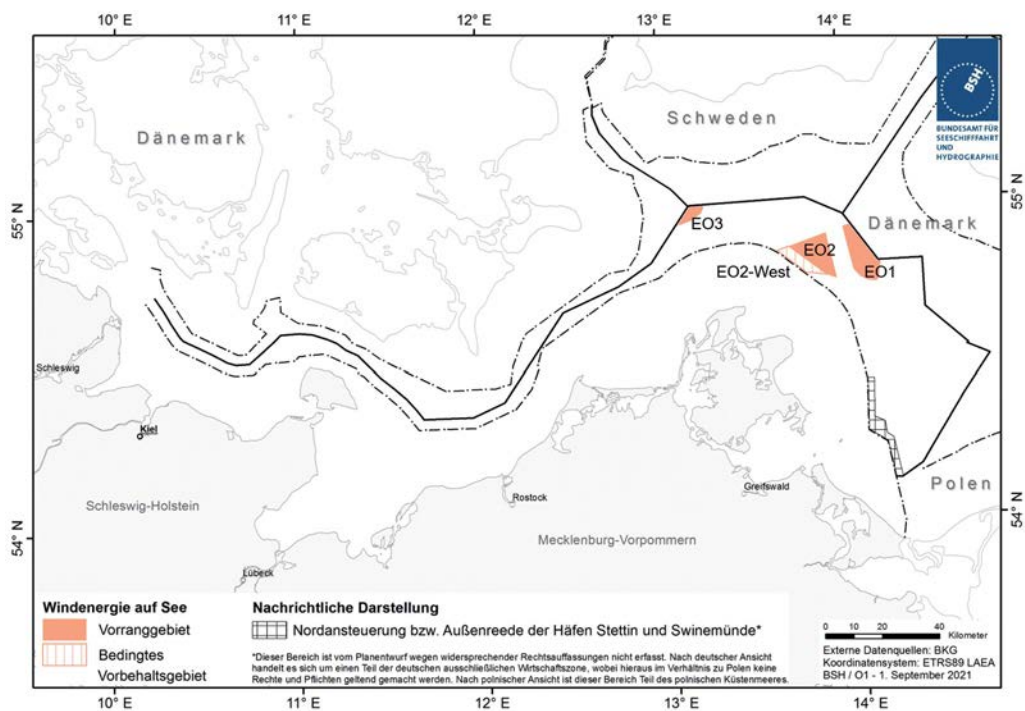 10° E 11° E 12° E 13° E 14° E
BSH
BUNDESAMT FÜR
SEESCHIFFFAHRT
UND
HYDROGRAPHIE
Dänemark
Schweden
55° N
55° N
Dänemark
EO3
EO2
EO1
EO2-West
Schleswig
Kiel
Polen
Greifswald
Rostock
Schleswig-Holstein
54° N
54° N
Mecklenburg-Vorpommern
Lübeck
Windenergie auf See
Vorranggebiet
Bedingtes
Vorbehaltsgebiet
Nachrichtliche Darstellung
Nordansteuerung bzw. Außenreede der Häfen Stettin und Swinemünde*
*Dieser Bereich ist vom Planentwurf wegen widersprechender Rechtsauffassungen nicht erfasst. Nach deutscher Ansicht
handelt es sich um einen Teil der deutschen ausschließlichen Wirtschaftszone, wobei hieraus im Verhältnis zu Polen keine
Rechte und Pflichten geltend gemacht werden. Nach polnischer Ansicht ist dieser Bereich Teil des polnischen Küstenmeeres.
0 10 20 40
Kilometer
Externe Datenquellen: BKG
Koordinatensystem: ETRS89 LAEA
BSH / O1 - 1. September 2021
10° E 11° E 12° E 13° E 14° E